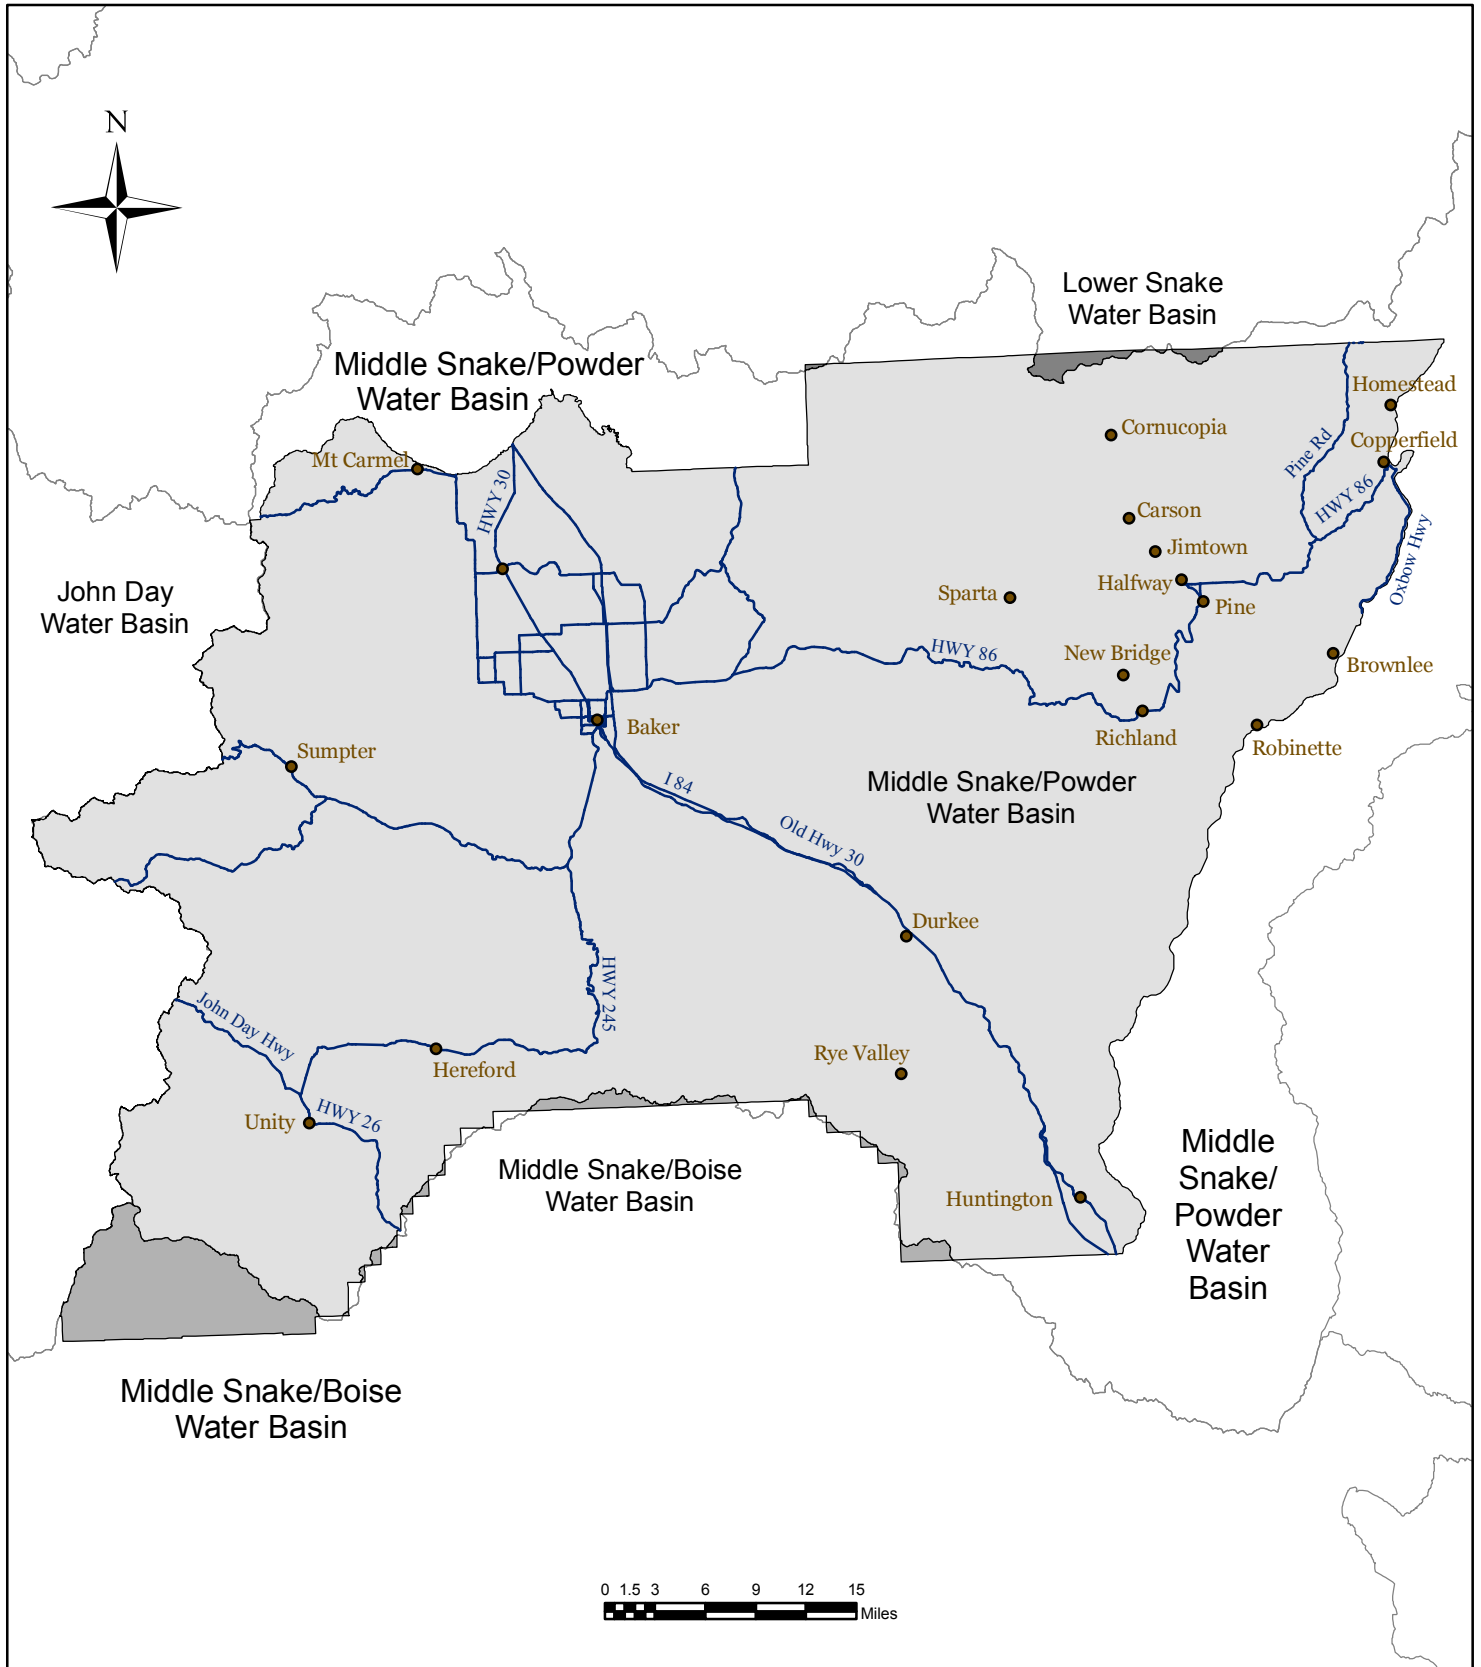 N
Lower Snake
Water Basin
Middle Snake/Powder
Water Basin
Homestead
Cornucopia
Copperfield
Mt Carmel
Pine Rd
HWY 30
HWY 86
Carson
Oxbow Hwy
Jimtown
John Day
Water Basin
Halfway
Sparta
Pine
HWY 86
New Bridge
Brownlee
Baker
Richland
Robinette
Sumpter
I 84
Middle Snake/Powder
Water Basin
Old Hwy 30
Durkee
HWY 245
John Day Hwy
Hereford
Rye Valley
Unity
HWY 26
Middle Snake/Boise
Water Basin
Middle
Snake/
Powder
Water
Basin
Huntington
Middle Snake/Boise
Water Basin
0 1.5 3 6 9 12 15
Miles